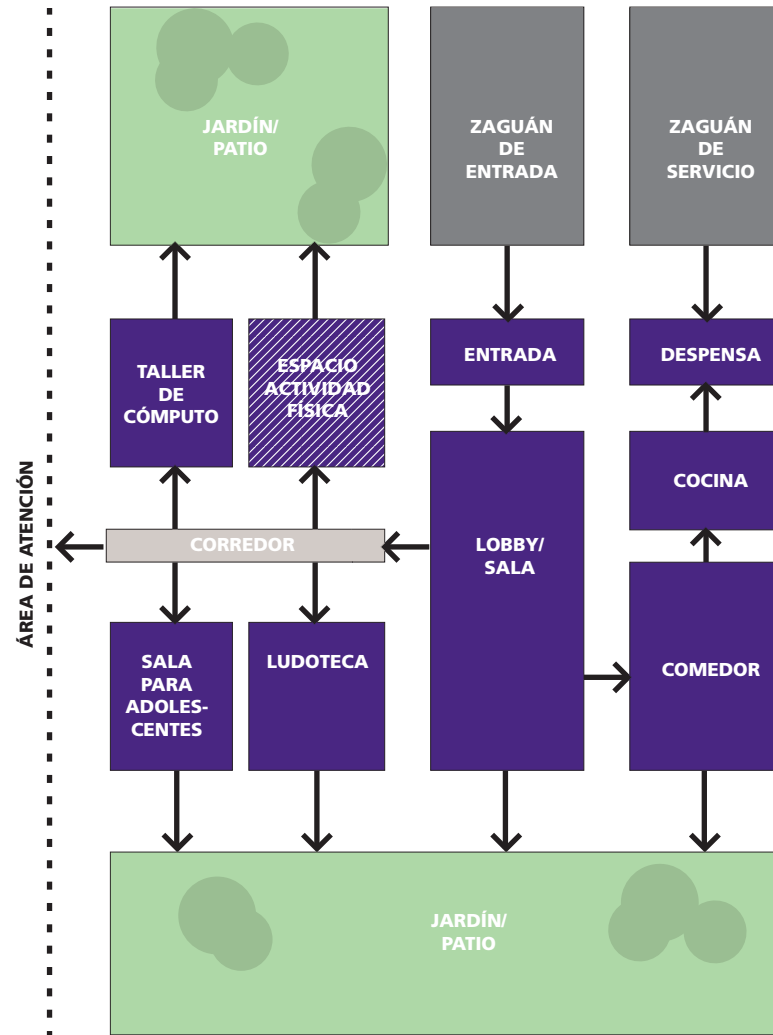 JARDÍN/
PATIO
ZAGUÁN
DE
ENTRADA
ZAGUÁN
DE
SERVICIO
TALLER
DE
CÓMPUTO
ESPACIO
ACTIVIDAD
FÍSICA
ENTRADA
DESPENSA
COCINA
ÁREA DE ATENCIÓN
CORREDOR
LOBBY/
SALA
SALA
PARA
ADOLES-
CENTES
LUDOTECA
COMEDOR
JARDÍN/
PATIO